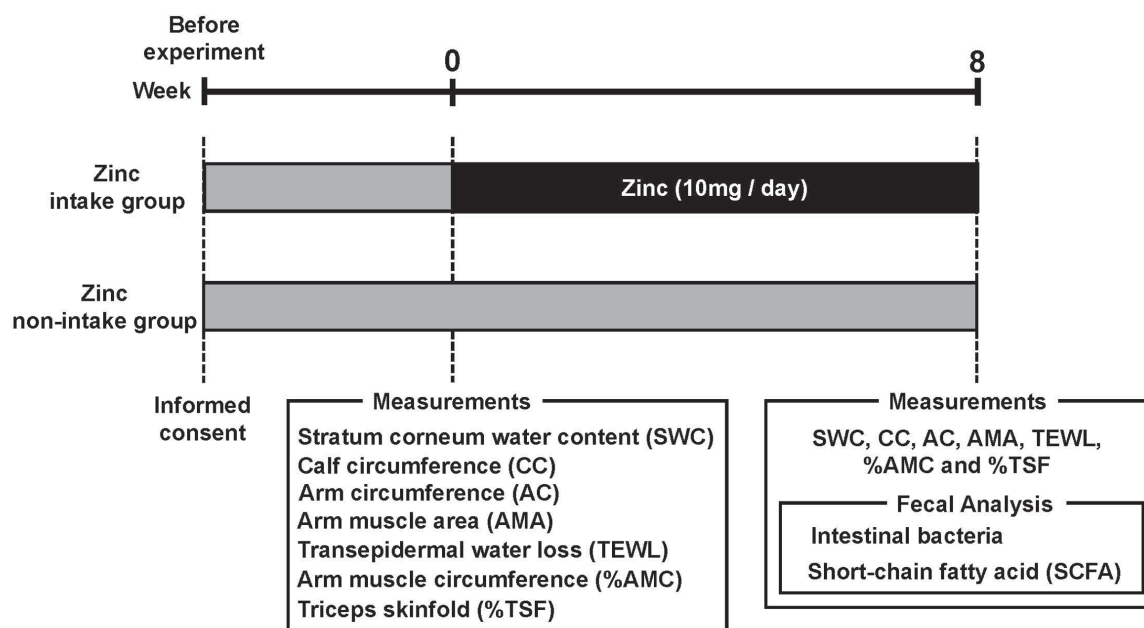 Before
experiment
Week
0
8
Zinc
intake group
Zinc (10mg / day)
Zinc
non-intake group
Informed
consent
Measurements
Stratum corneum water content (SWC)
Calf circumference (CC)
Arm circumference (AC)
Arm muscle area (AMA)
Transepidermal water loss (TEWL)
Arm muscle circumference (%AMC)
Triceps skinfold (%TSF)
Measurements
SWC, CC, AC, AMA, TEWL,
%AMC and %TSF
Fecal Analysis
Intestinal bacteria
Short-chain fatty acid (SCFA)